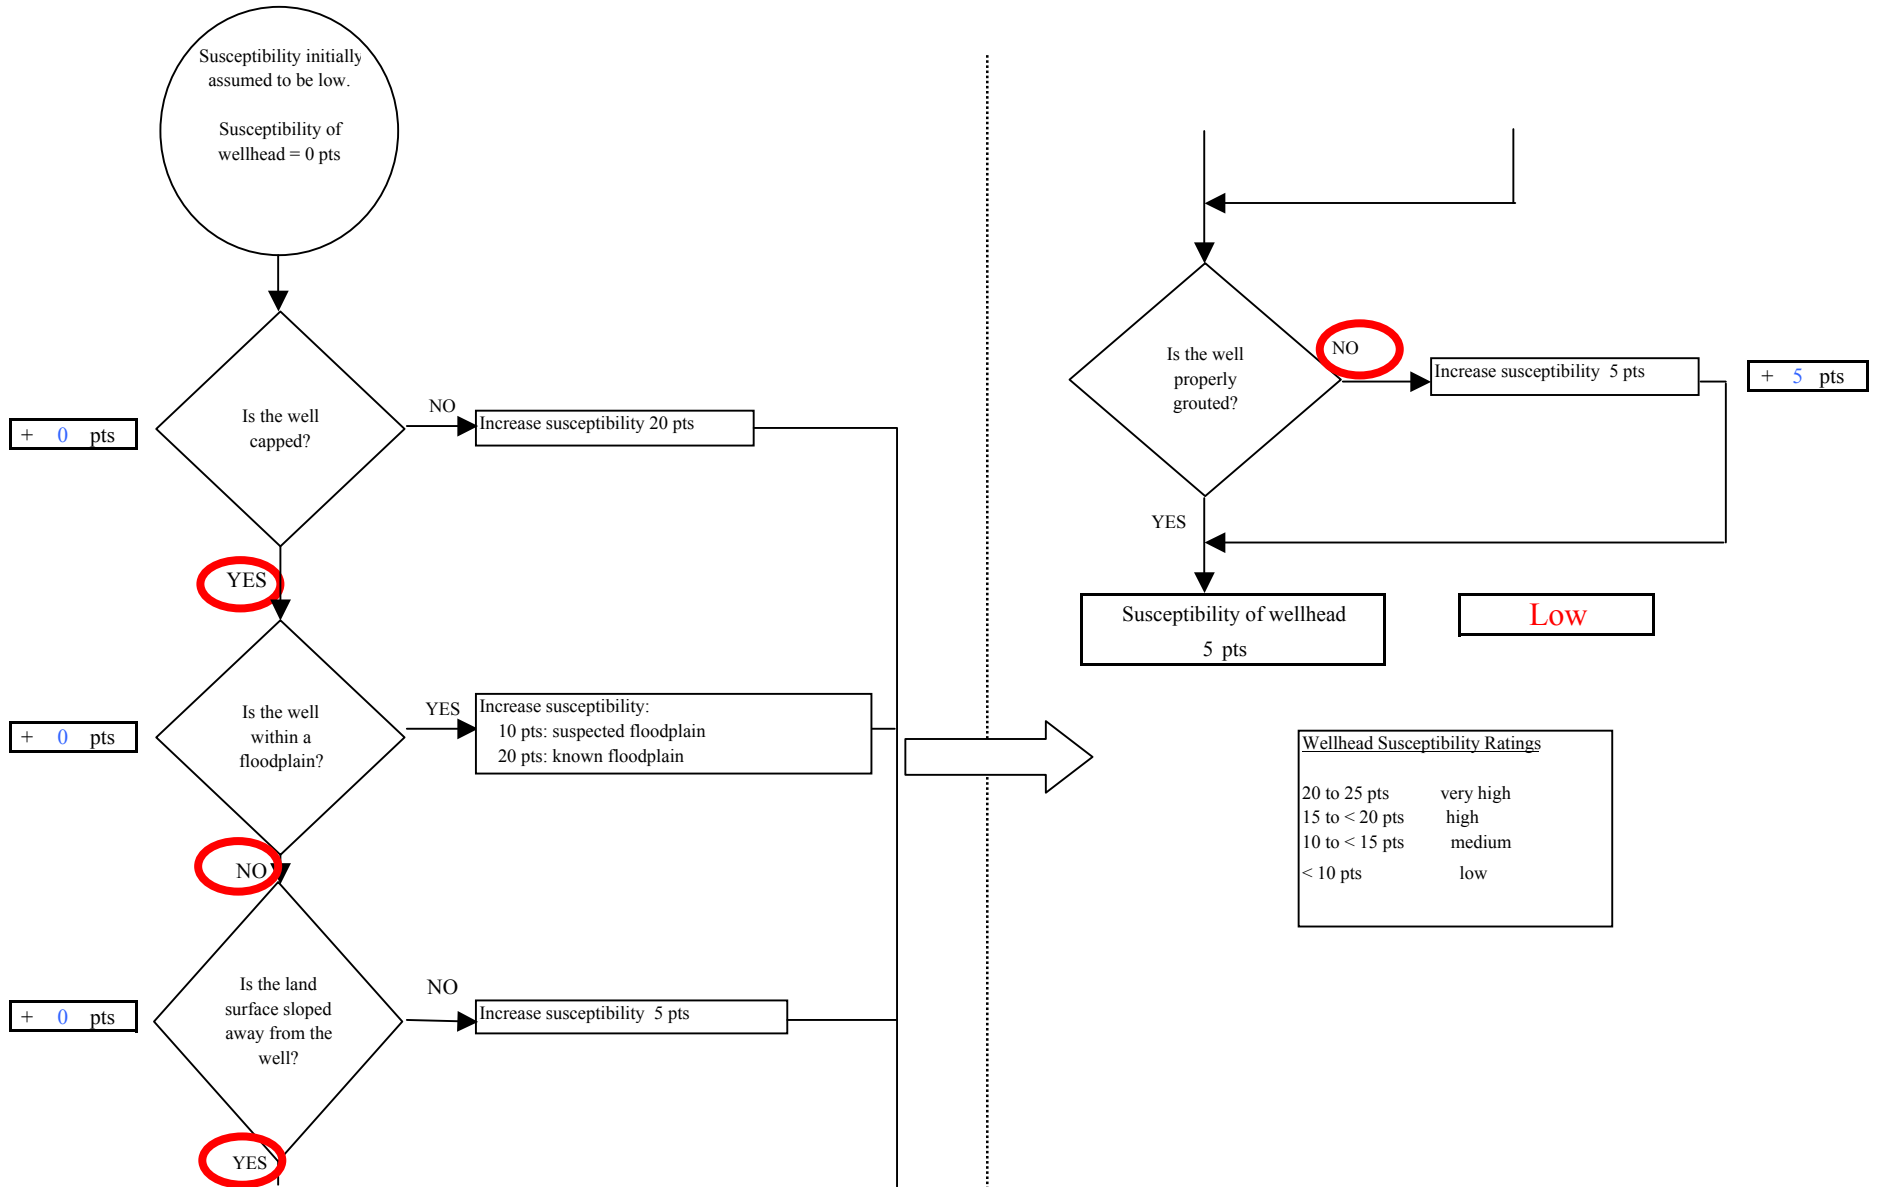 Susceptibility initially
assumed to be low.
Susceptibility of
wellhead = 0 pts
Is the well
capped?
NO
Increase susceptibility 20 pts
+ 0 pts
YES
Is the well
within a
floodplain?
YES
Increase susceptibility:
10 pts: suspected floodplain
20 pts: known floodplain
+ 0 pts
NO
Is the land
surface sloped
away from the
well?
NO
Increase susceptibility 5 pts
+ 0 pts
YES
Is the well
properly
grouted?
NO
Increase susceptibility 5 pts
+ 5 pts
YES
Susceptibility of wellhead
5 pts
Low
Wellhead Susceptibility Ratings
20 to 25 pts very high
15 to < 20 pts high
10 to < 15 pts medium
< 10 pts low